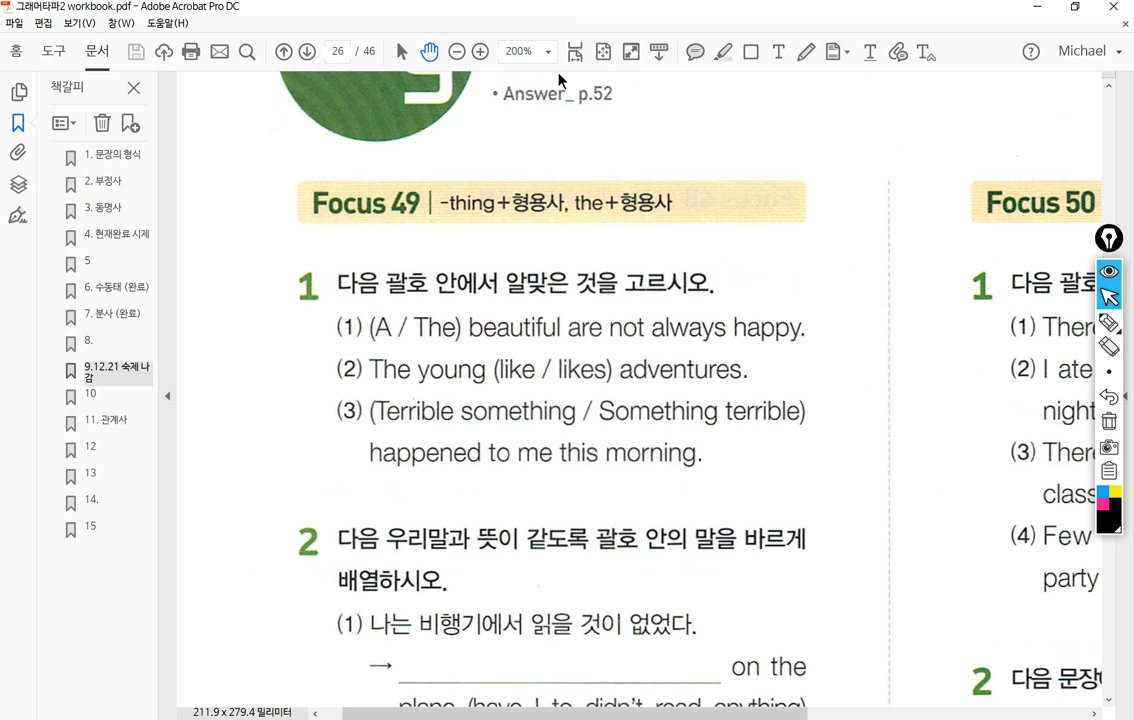 그래머타파2 workbook.pdf - Adobe Acrobat Pro DC
파일 편집 보기(V) 창(W) 도움말(H)
홈 도구 문서 26 / 46 200% Michael
책갈피
1. 문장의 형식
2. 부정사
3. 동명사
4. 현재완료 시제
5
6. 수동태 (완료)
7. 분사 (완료)
8.
9.12.21 숙제 나감
10
11. 관계사
12
13
14.
15
• Answer_ p.52
Focus 49 | -thing+형용사, the+형용사
1 다음 괄호 안에서 알맞은 것을 고르시오.
(1) (A / The) beautiful are not always happy.
(2) The young (like / likes) adventures.
(3) (Terrible something / Something terrible)
happened to me this morning.
2 다음 우리말과 뜻이 같도록 괄호 안의 말을 바르게
배열하시오.
(1) 나는 비행기에서 읽을 것이 없었다.
→ on the
plane (have I to didn't read anything)
Focus 50
1 다음 괄호
(1) There
(2) I ate
night
(3) There
class
(4) Few
party
2 다음 문장
211.9 x 279.4 밀리미터